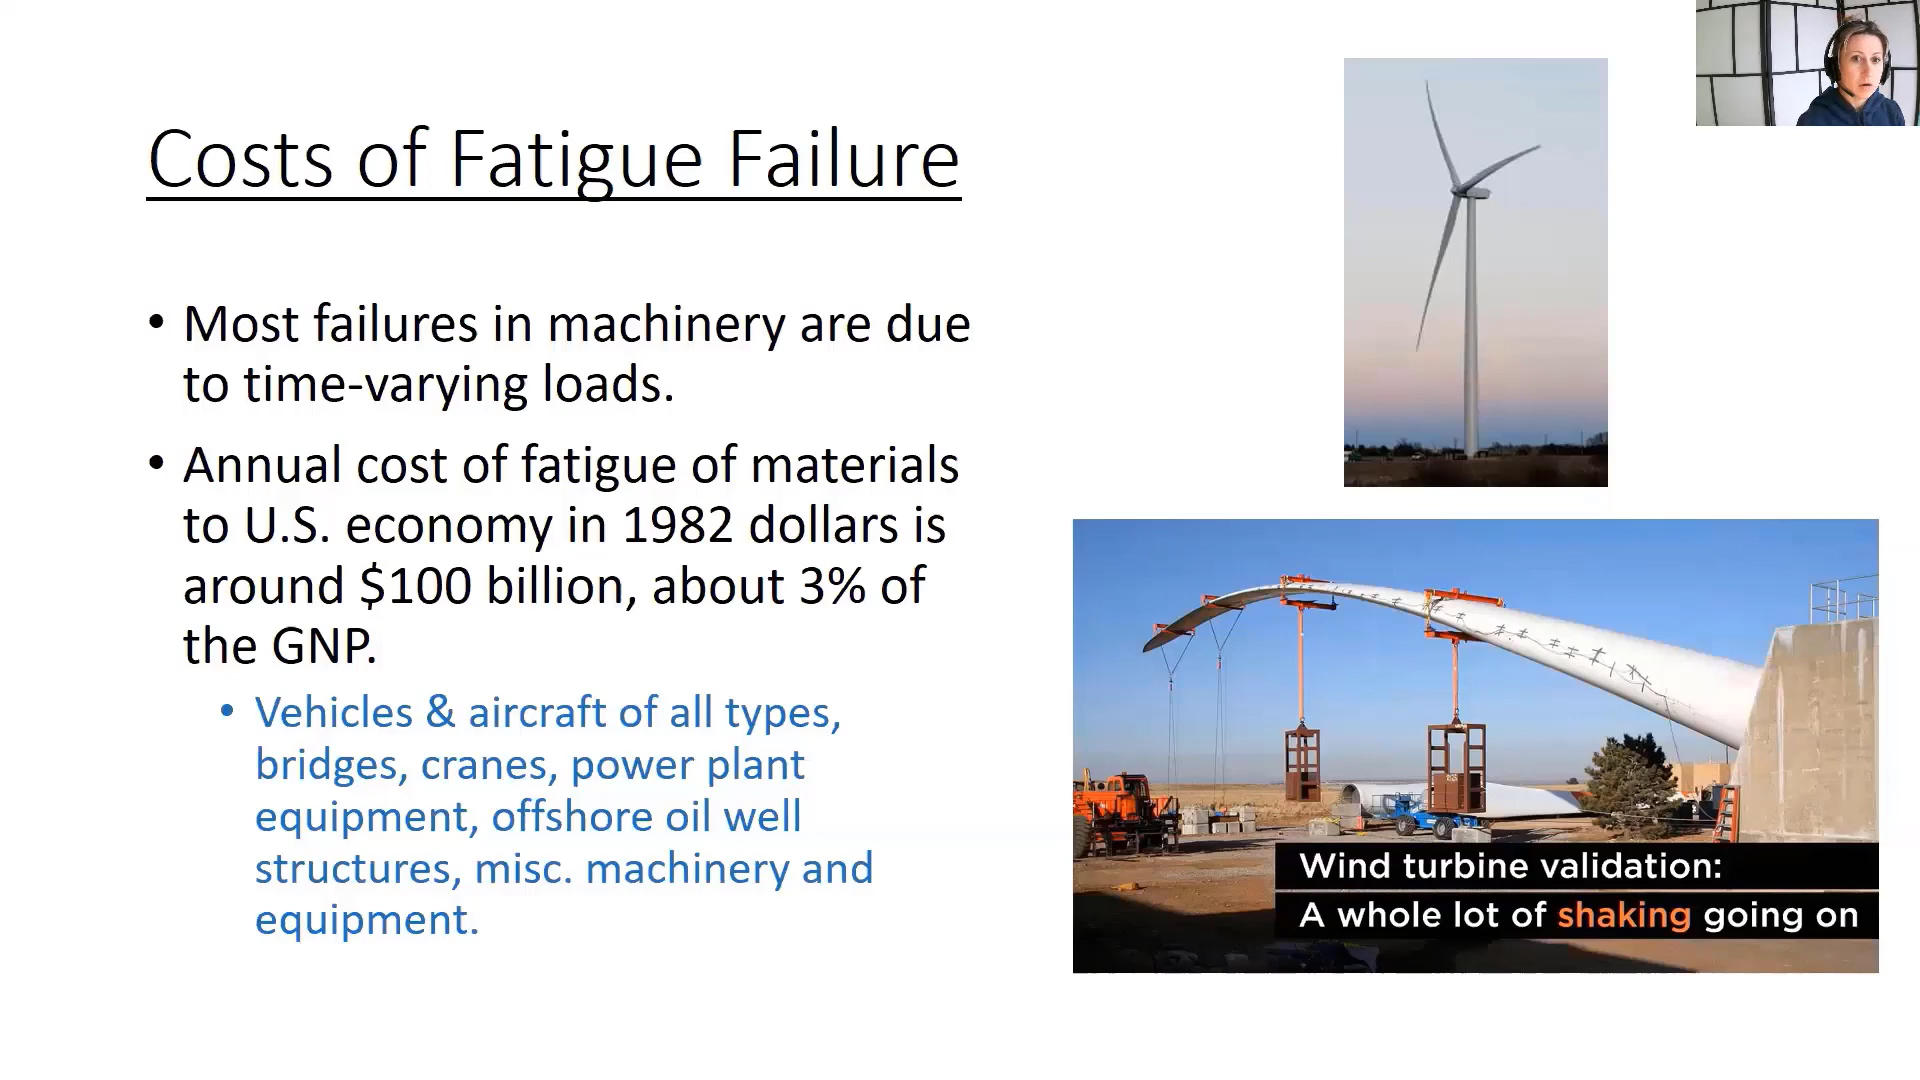 Costs of Fatigue Failure
• Most failures in machinery are due
to time-varying loads.
• Annual cost of fatigue of materials
to U.S. economy in 1982 dollars is
around $100 billion, about 3% of
the GNP.
• Vehicles & aircraft of all types,
bridges, cranes, power plant
equipment, offshore oil well
structures, misc. machinery and
equipment.
Wind turbine validation:
A whole lot of shaking going on